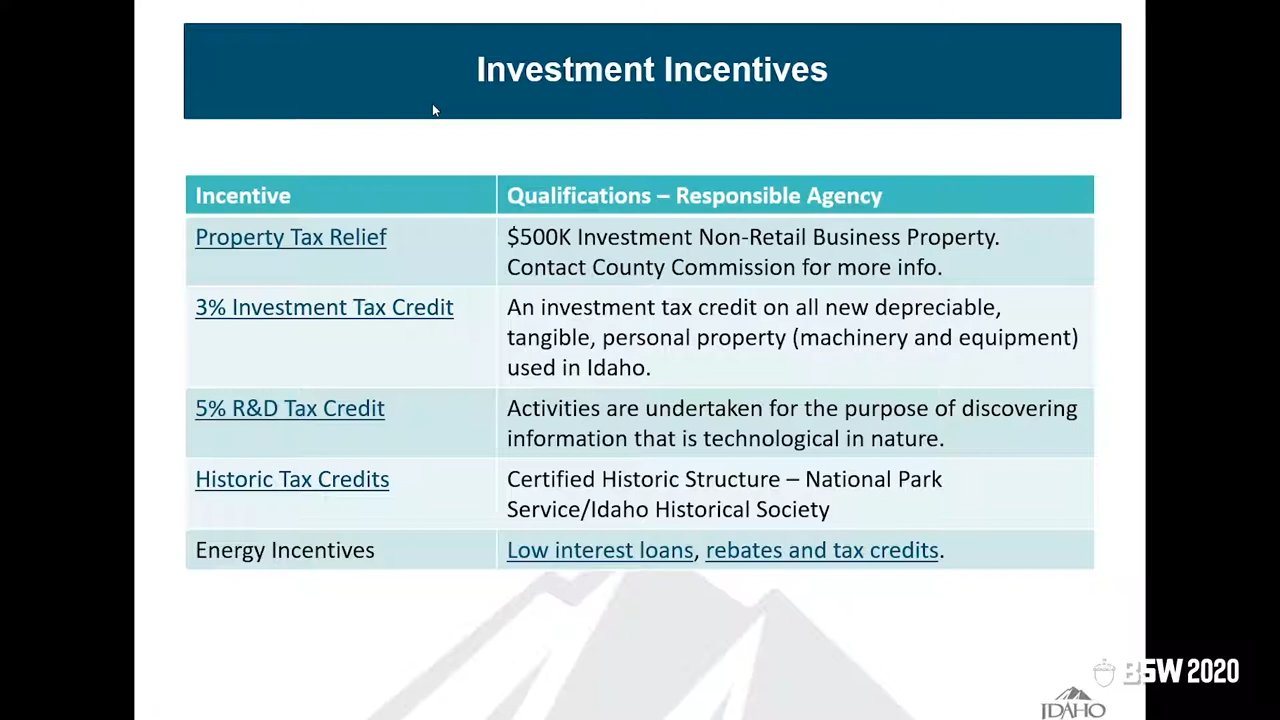 Investment Incentives
Incentive
Qualifications – Responsible Agency
Property Tax Relief
$500K Investment Non-Retail Business Property.
Contact County Commission for more info.
3% Investment Tax Credit
An investment tax credit on all new depreciable,
tangible, personal property (machinery and equipment)
used in Idaho.
5% R&D Tax Credit
Activities are undertaken for the purpose of discovering
information that is technological in nature.
Historic Tax Credits
Certified Historic Structure – National Park
Service/Idaho Historical Society
Energy Incentives
Low interest loans, rebates and tax credits.
BSW 2020
IDAHO